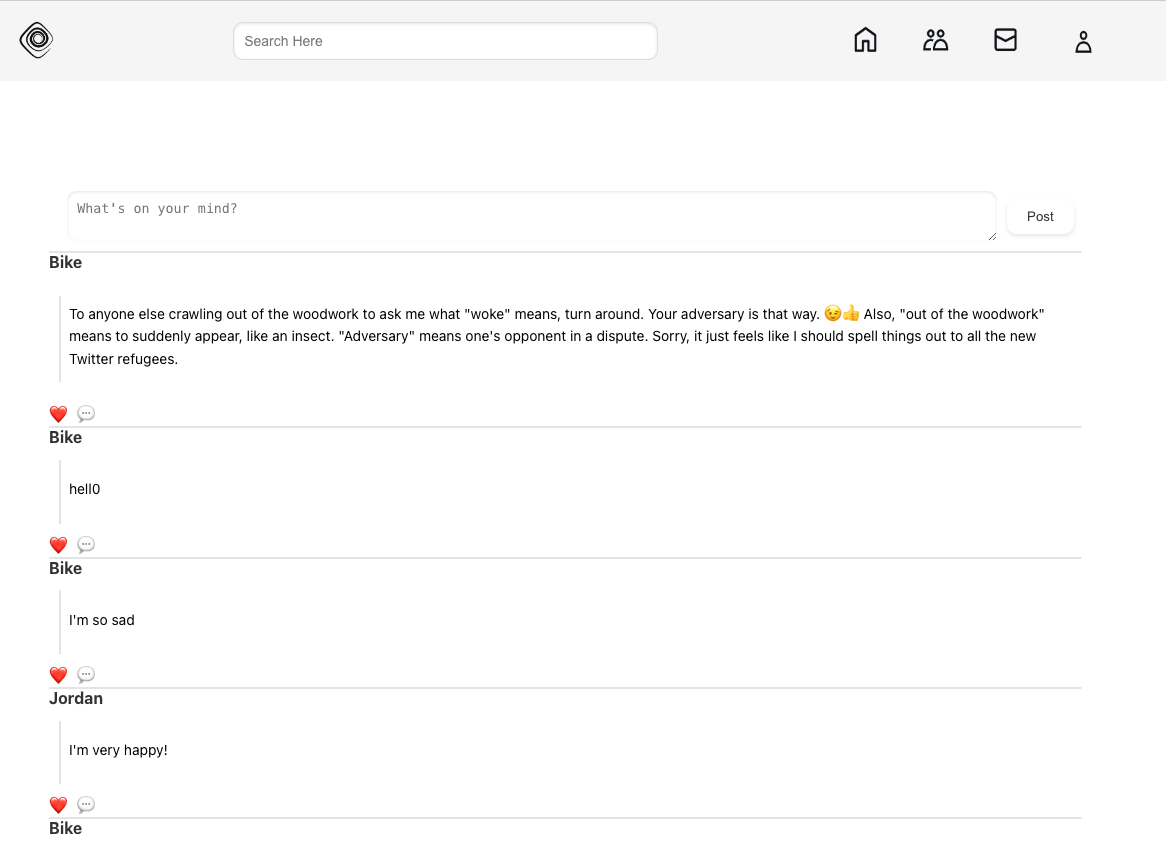 Search Here
What's on your mind?
Post
Bike
To anyone else crawling out of the woodwork to ask me what "woke" means, turn around. Your adversary is that way. 😉👍 Also, "out of the woodwork"
means to suddenly appear, like an insect. "Adversary" means one's opponent in a dispute. Sorry, it just feels like I should spell things out to all the new
Twitter refugees.
Bike
hell0
Bike
I'm so sad
Jordan
I'm very happy!
Bike